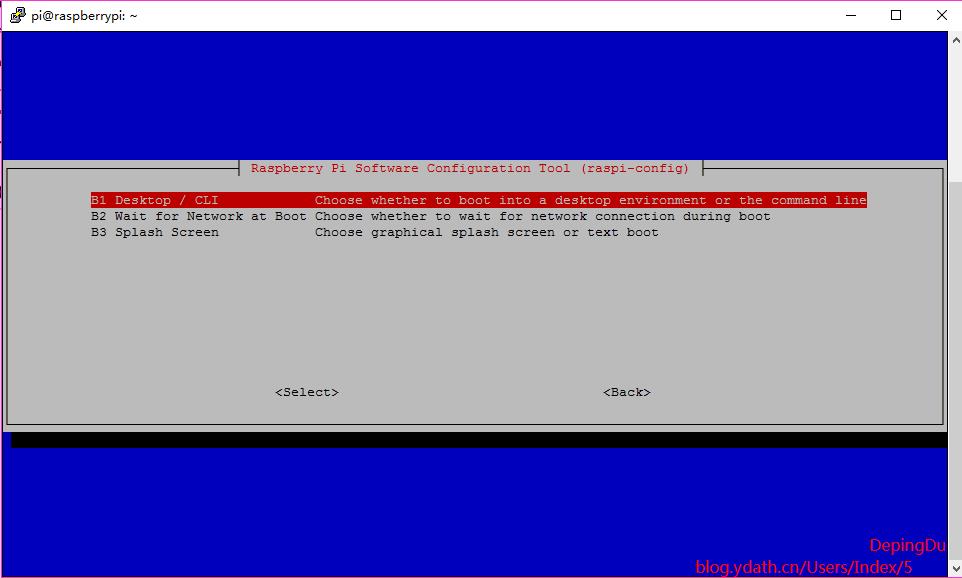 pi@raspberrypi: ~
Raspberry Pi Software Configuration Tool (raspi-config)
B1 Desktop / CLI Choose whether to boot into a desktop environment or the command line
B2 Wait for Network at Boot Choose whether to wait for network connection during boot
B3 Splash Screen Choose graphical splash screen or text boot
<Select> <Back>
DepingDu
blog.ydath.cn/Users/Index/5